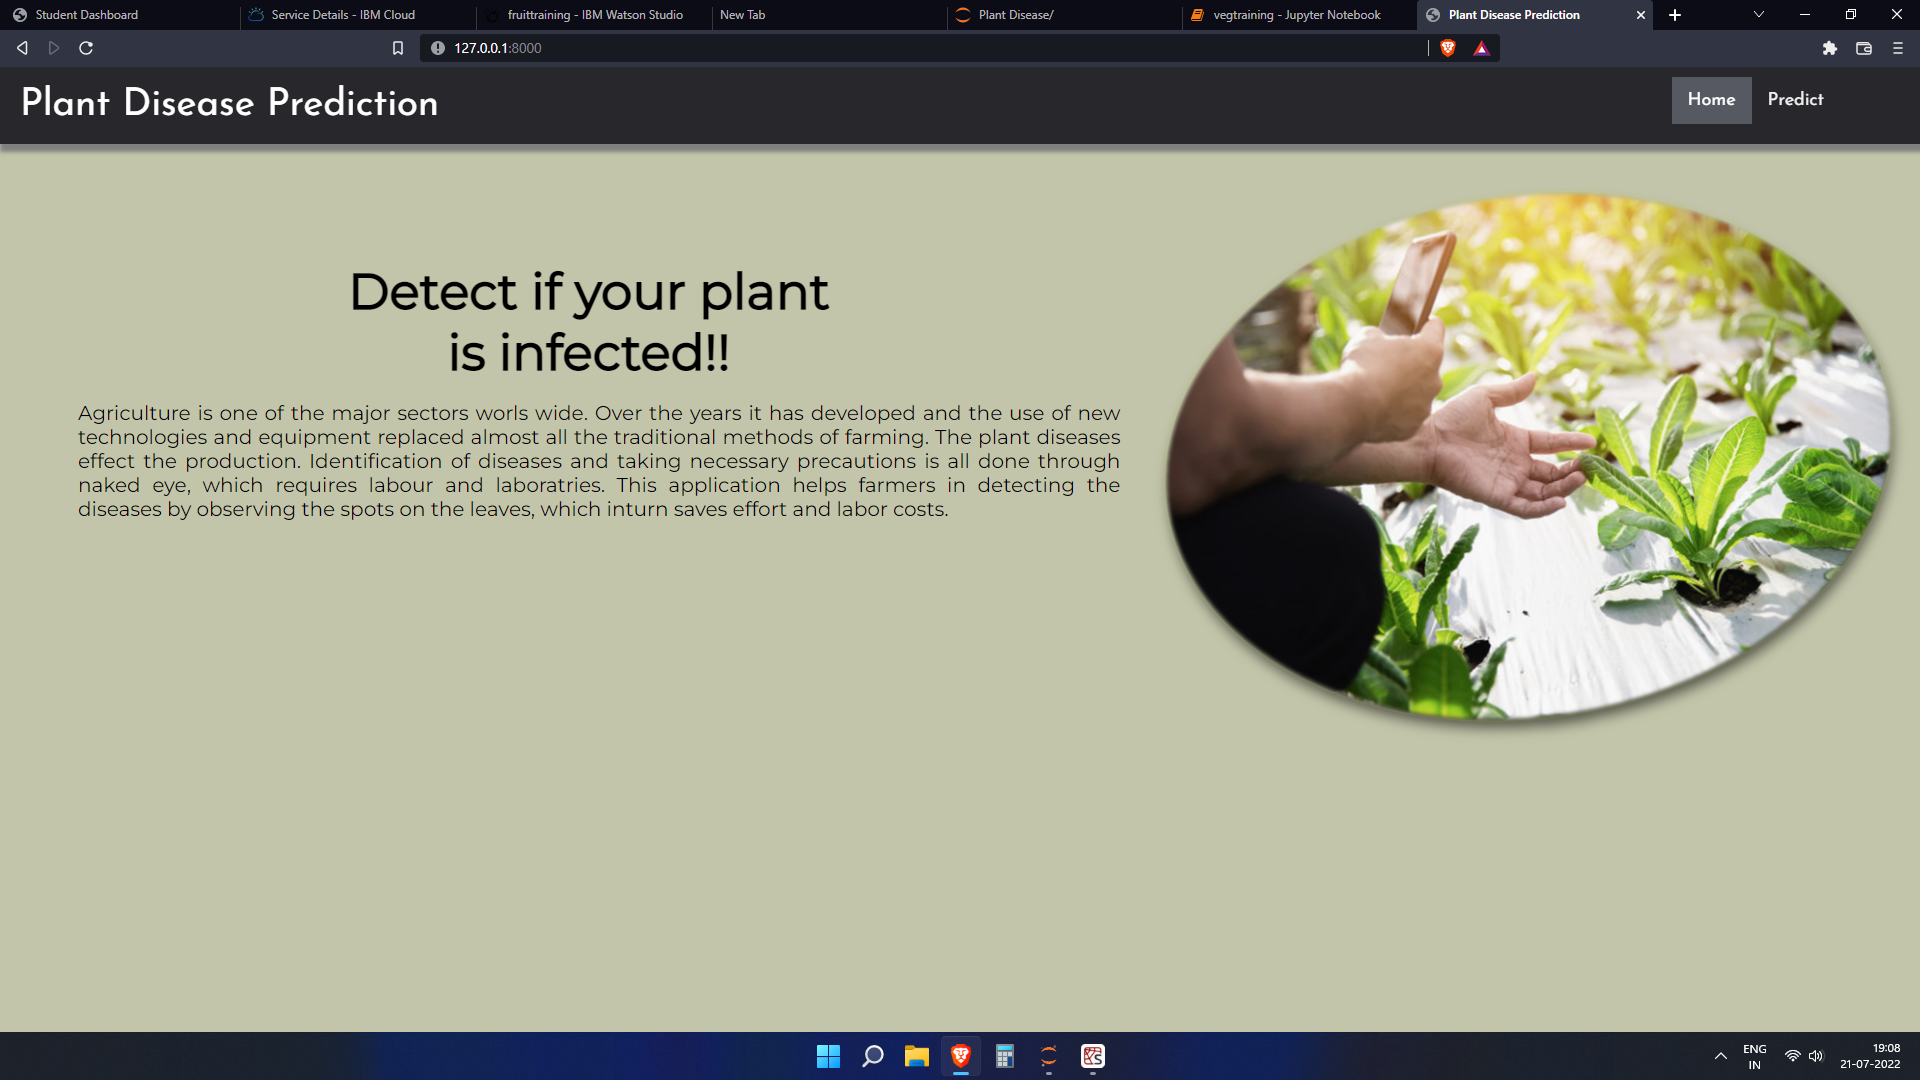 Student Dashboard
Service Details - IBM Cloud
fruittraining - IBM Watson Studio
New Tab
Plant Disease/
vegtraining - Jupyter Notebook
Plant Disease Prediction
127.0.0.1:8000
Plant Disease Prediction
Home
Predict
Detect if your plant
is infected!!
Agriculture is one of the major sectors worls wide. Over the years it has developed and the use of new
technologies and equipment replaced almost all the traditional methods of farming. The plant diseases
effect the production. Identification of diseases and taking necessary precautions is all done through
naked eye, which requires labour and laboratries. This application helps farmers in detecting the
diseases by observing the spots on the leaves, which inturn saves effort and labor costs.
ENG
IN
19:08
21-07-2022